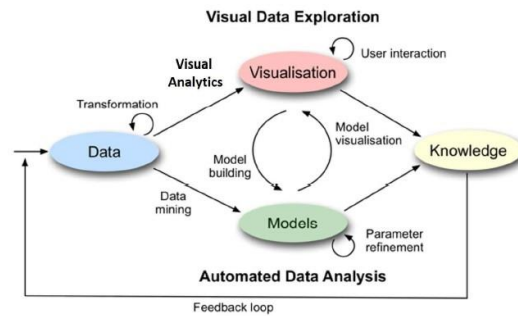 Visual Data Exploration
User interaction
Visual
Analytics
Visualisation
Transformation
Data
Model
building
Model
visualisation
Knowledge
Data
mining
Models
Parameter
refinement
Automated Data Analysis
Feedback loop